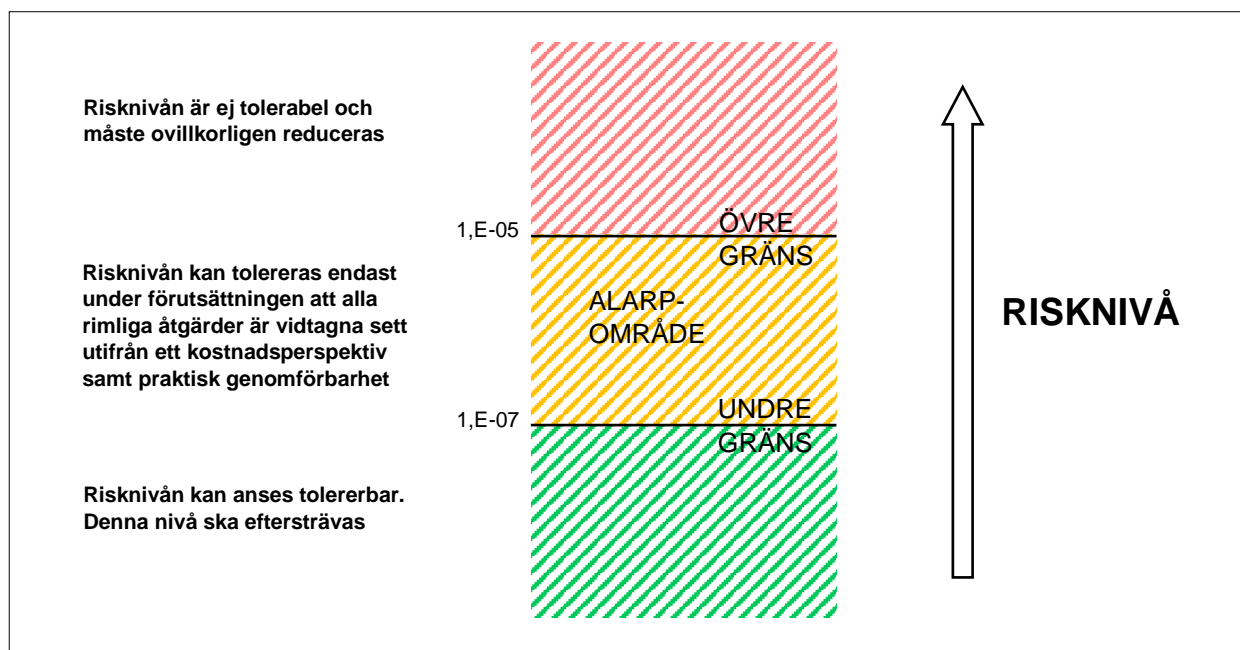 Risknivån är ej tolerabel och
måste ovillkorligen reduceras
1,E-05
ÖVRE
GRÄNS
Risknivån kan tolereras endast
under förutsättningen att alla
rimliga åtgärder är vidtagna sett
utifrån ett kostnadsperspektiv
samt praktisk genomförbarhet
ALARP-
OMRÅDE
RISKNIVÅ
1,E-07
UNDRE
GRÄNS
Risknivån kan anses tolererbar.
Denna nivå ska eftersträvas